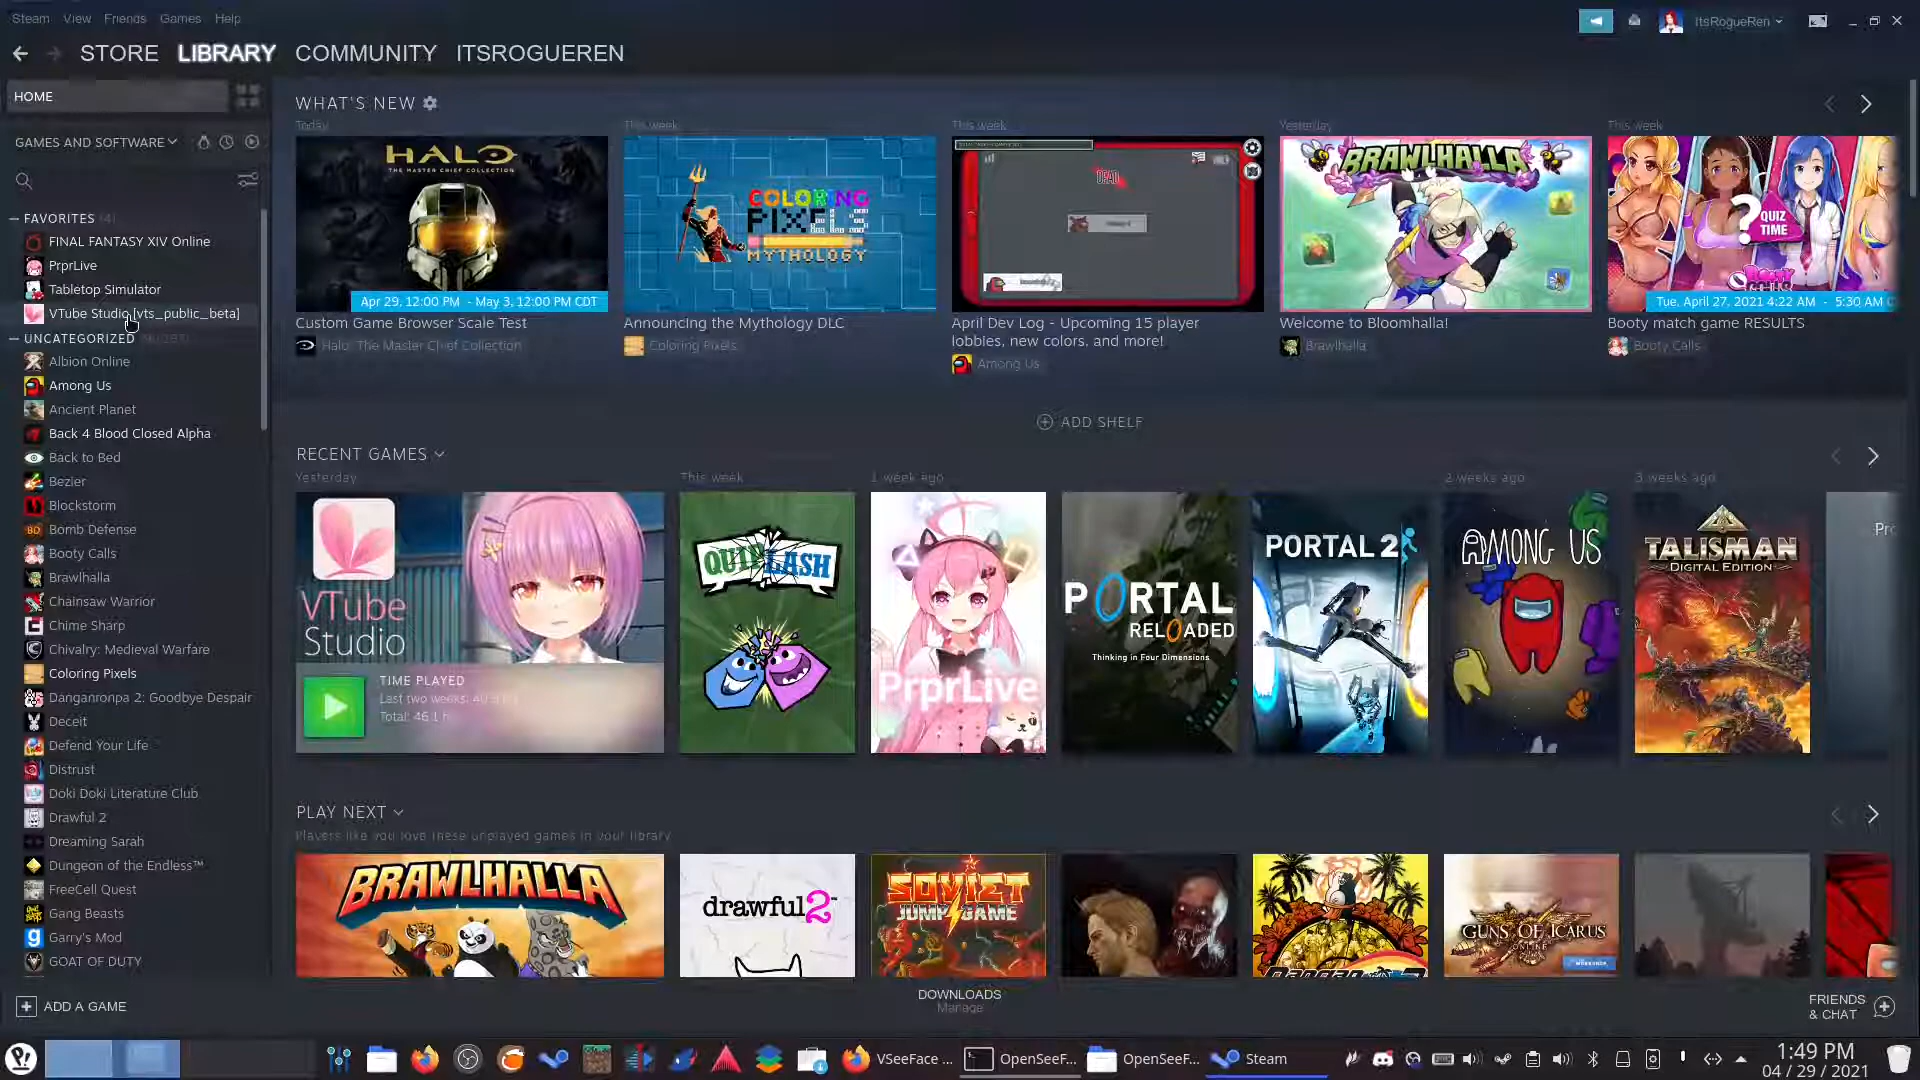 Steam View Friends Games Help
ItsRogueRen
STORE LIBRARY COMMUNITY ITSROGUEREN
HOME
GAMES AND SOFTWARE
FAVORITES (4)
FINAL FANTASY XIV Online
PrprLive
Tabletop Simulator
VTube Studio [vts_public_beta]
UNCATEGORIZED
Albion Online
Among Us
Ancient Planet
Back 4 Blood Closed Alpha
Back to Bed
Bezier
Blockstorm
Bomb Defense
Booty Calls
Brawlhalla
Chainsaw Warrior
Chime Sharp
Chivalry: Medieval Warfare
Coloring Pixels
Danganronpa 2: Goodbye Despair
Deceit
Defend Your Life
Distrust
Doki Doki Literature Club
Drawful 2
Dreaming Sarah
Dungeon of the Endless™
FreeCell Quest
Gang Beasts
Garry's Mod
GOAT OF DUTY
ADD A GAME
WHAT'S NEW
Today
HALO
THE MASTER CHIEF COLLECTION
Apr 29, 12:00 PM - May 3, 12:00 PM CDT
Custom Game Browser Scale Test
Halo: The Master Chief Collection
This week
COLORING
PIXELS
MYTHOLOGY
Announcing the Mythology DLC
Coloring Pixels
This week
DEAD
April Dev Log - Upcoming 15 player
lobbies, new colors, and more!
Among Us
Yesterday
BRAWLHALLA
Welcome to Bloomhalla!
Brawlhalla
This week
? QUIZ
TIME
Tue, April 27, 2021 4:22 AM - 5:30 AM C
Booty match game RESULTS
Booty Calls
ADD SHELF
RECENT GAMES
Yesterday
VTube
Studio
TIME PLAYED
Last two weeks: 40
Total: 46.1 h
This week
QUIPLASH
1 week ago
PrprLive
PORTAL
RELOADED
Thinking in Four Dimensions
PORTAL 2
2 weeks ago
AMONG US
3 weeks ago
TALISMAN
DIGITAL EDITION
Pr
PLAY NEXT
Players like you love these unplayed games in your library
BRAWLHALLA
drawful 2
SOVIET
JUMP GAME
GUNS OF ICARUS
ONLINE
WORKSHOP
DOWNLOADS
Manage
FRIENDS
& CHAT
VSeeFace ...
OpenSeeF...
OpenSeeF...
Steam
1:49 PM
04 / 29 / 2021